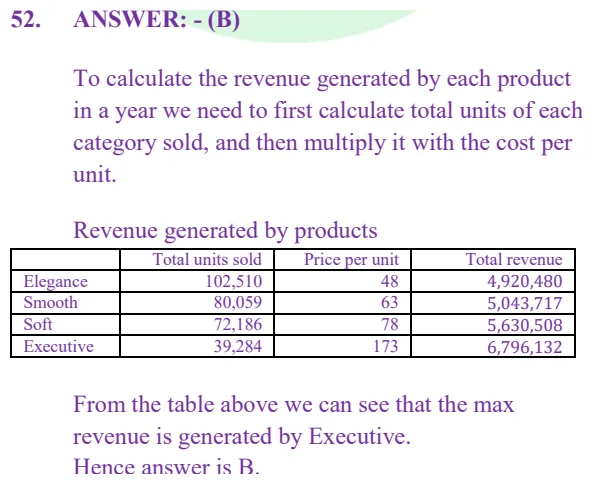 52. ANSWER: - (B)
To calculate the revenue generated by each product
in a year we need to first calculate total units of each
category sold, and then multiply it with the cost per
unit.
Revenue generated by products
Total units sold Price per unit Total revenue
Elegance 102,510 48 4,920,480
Smooth 80,059 63 5,043,717
Soft 72,186 78 5,630,508
Executive 39,284 173 6,796,132
From the table above we can see that the max
revenue is generated by Executive.
Hence answer is B.